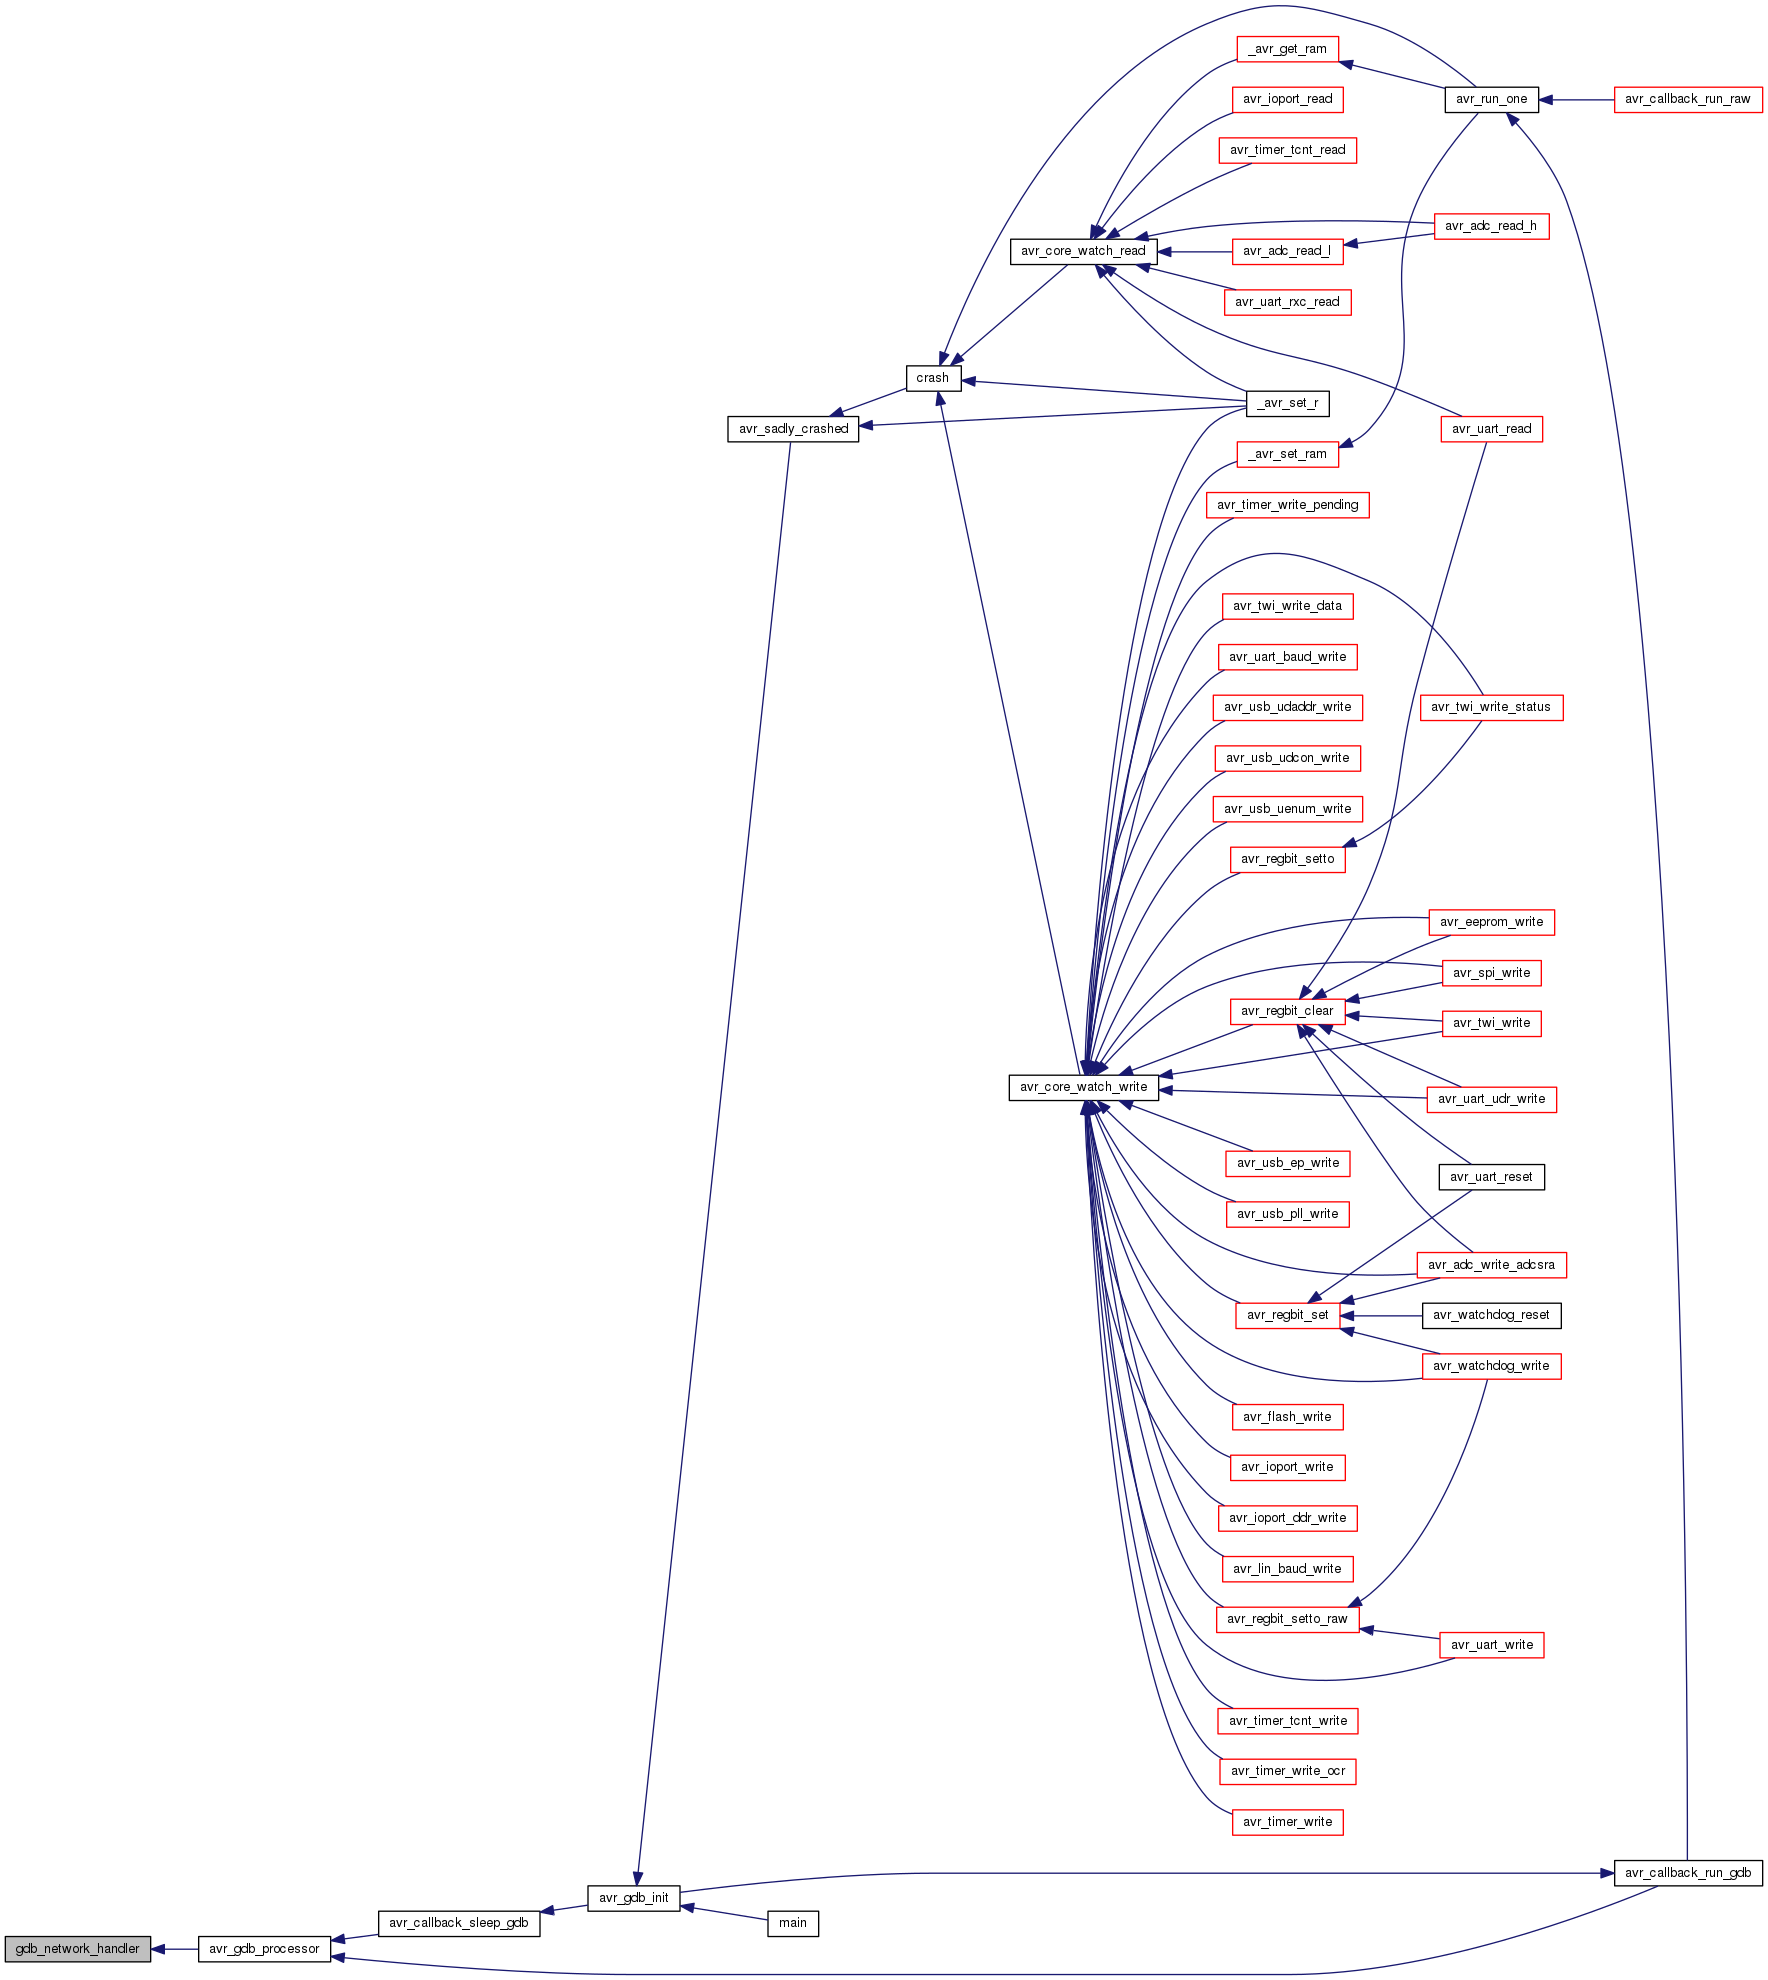 _avr_get_ram
avr_run_one
avr_callback_run_raw
avr_ioport_read
avr_timer_tcnt_read
avr_adc_read_h
avr_core_watch_read
avr_adc_read_l
avr_uart_rxc_read
crash
_avr_set_r
avr_sadly_crashed
avr_uart_read
_avr_set_ram
avr_timer_write_pending
avr_twi_write_data
avr_uart_baud_write
avr_usb_udaddr_write
avr_twi_write_status
avr_usb_udcon_write
avr_usb_uenum_write
avr_regbit_setto
avr_eeprom_write
avr_spi_write
avr_regbit_clear
avr_twi_write
avr_core_watch_write
avr_uart_udr_write
avr_usb_ep_write
avr_uart_reset
avr_usb_pll_write
avr_adc_write_adcsra
avr_regbit_set
avr_watchdog_reset
avr_watchdog_write
avr_flash_write
avr_ioport_write
avr_ioport_ddr_write
avr_lin_baud_write
avr_regbit_setto_raw
avr_uart_write
avr_timer_tcnt_write
avr_timer_write_ocr
avr_timer_write
avr_callback_run_gdb
avr_gdb_init
avr_callback_sleep_gdb
main
gdb_network_handler
avr_gdb_processor